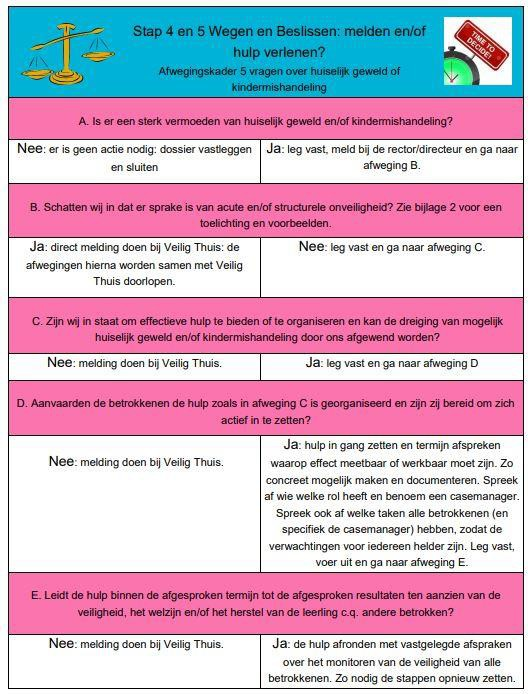 Stap 4 en 5 Wegen en Beslissen: melden en/of
hulp verlenen?
Afwegingskader 5 vragen over huiselijk geweid of
kindermishandeling
TIME TO
DECIDE!
A. Is er een sterk vermoeden van huiselijk geweld en/of kindermishandeling?
Nee: er is geen actie nodig: dossier vastleggen
en sluiten
Ja: leg vast, meld bij de rector/directeur en ga naar
afweging B.
B. Schatten wij in dat er sprake is van acute en/of structurele onveiligheid? Zie bijlage 2 voor een
toelichting en voorbeelden.
Ja: direct melding doen bij Veilig Thuis: de
afwegingen hierna worden samen met Veilig
Thuis doorlopen.
Nee: leg vast en ga naar afweging C.
C. Zijn wij in staat om effectieve hulp te bieden of te organiseren en kan de dreiging van mogelijk
huiselijk geweld en/of kindermishandeling door ons afgewend worden?
Nee: melding doen bij Veilig Thuis.
Ja: leg vast en ga naar afweging D
D. Aanvaarden de betrokkenen de hulp zoals in afweging C is georganiseerd en zijn zij bereid om zich
actief in te zetten?
Nee: melding doen bij Veilig Thuis.
Ja: hulp in gang zetten en termijn afspreken
waarop effect meetbaar of werkbaar moet zijn. Zo
concreet mogelijk maken en documenteren. Spreek
af wie welke rol heeft en benoem een casemanager.
Spreek ook af welke taken alle betrokkenen (en
specifiek de casemanager) hebben, zodat de
verwachtingen voor iedereen helder zijn. Leg vast,
voer uit en ga naar afweging E.
E. Leidt de hulp binnen de afgesproken termijn tot de afgesproken resultaten ten aanzien van de
veiligheid, het welzijn en/of het herstel van de leerling c.q. andere betrokken?
Nee: melding doen bij Veilig Thuis.
Ja: de hulp afronden met vastgelegde afspraken
over het monitoren van de veiligheid van alle
betrokkenen. Zo nodig de stappen opnieuw zetten.